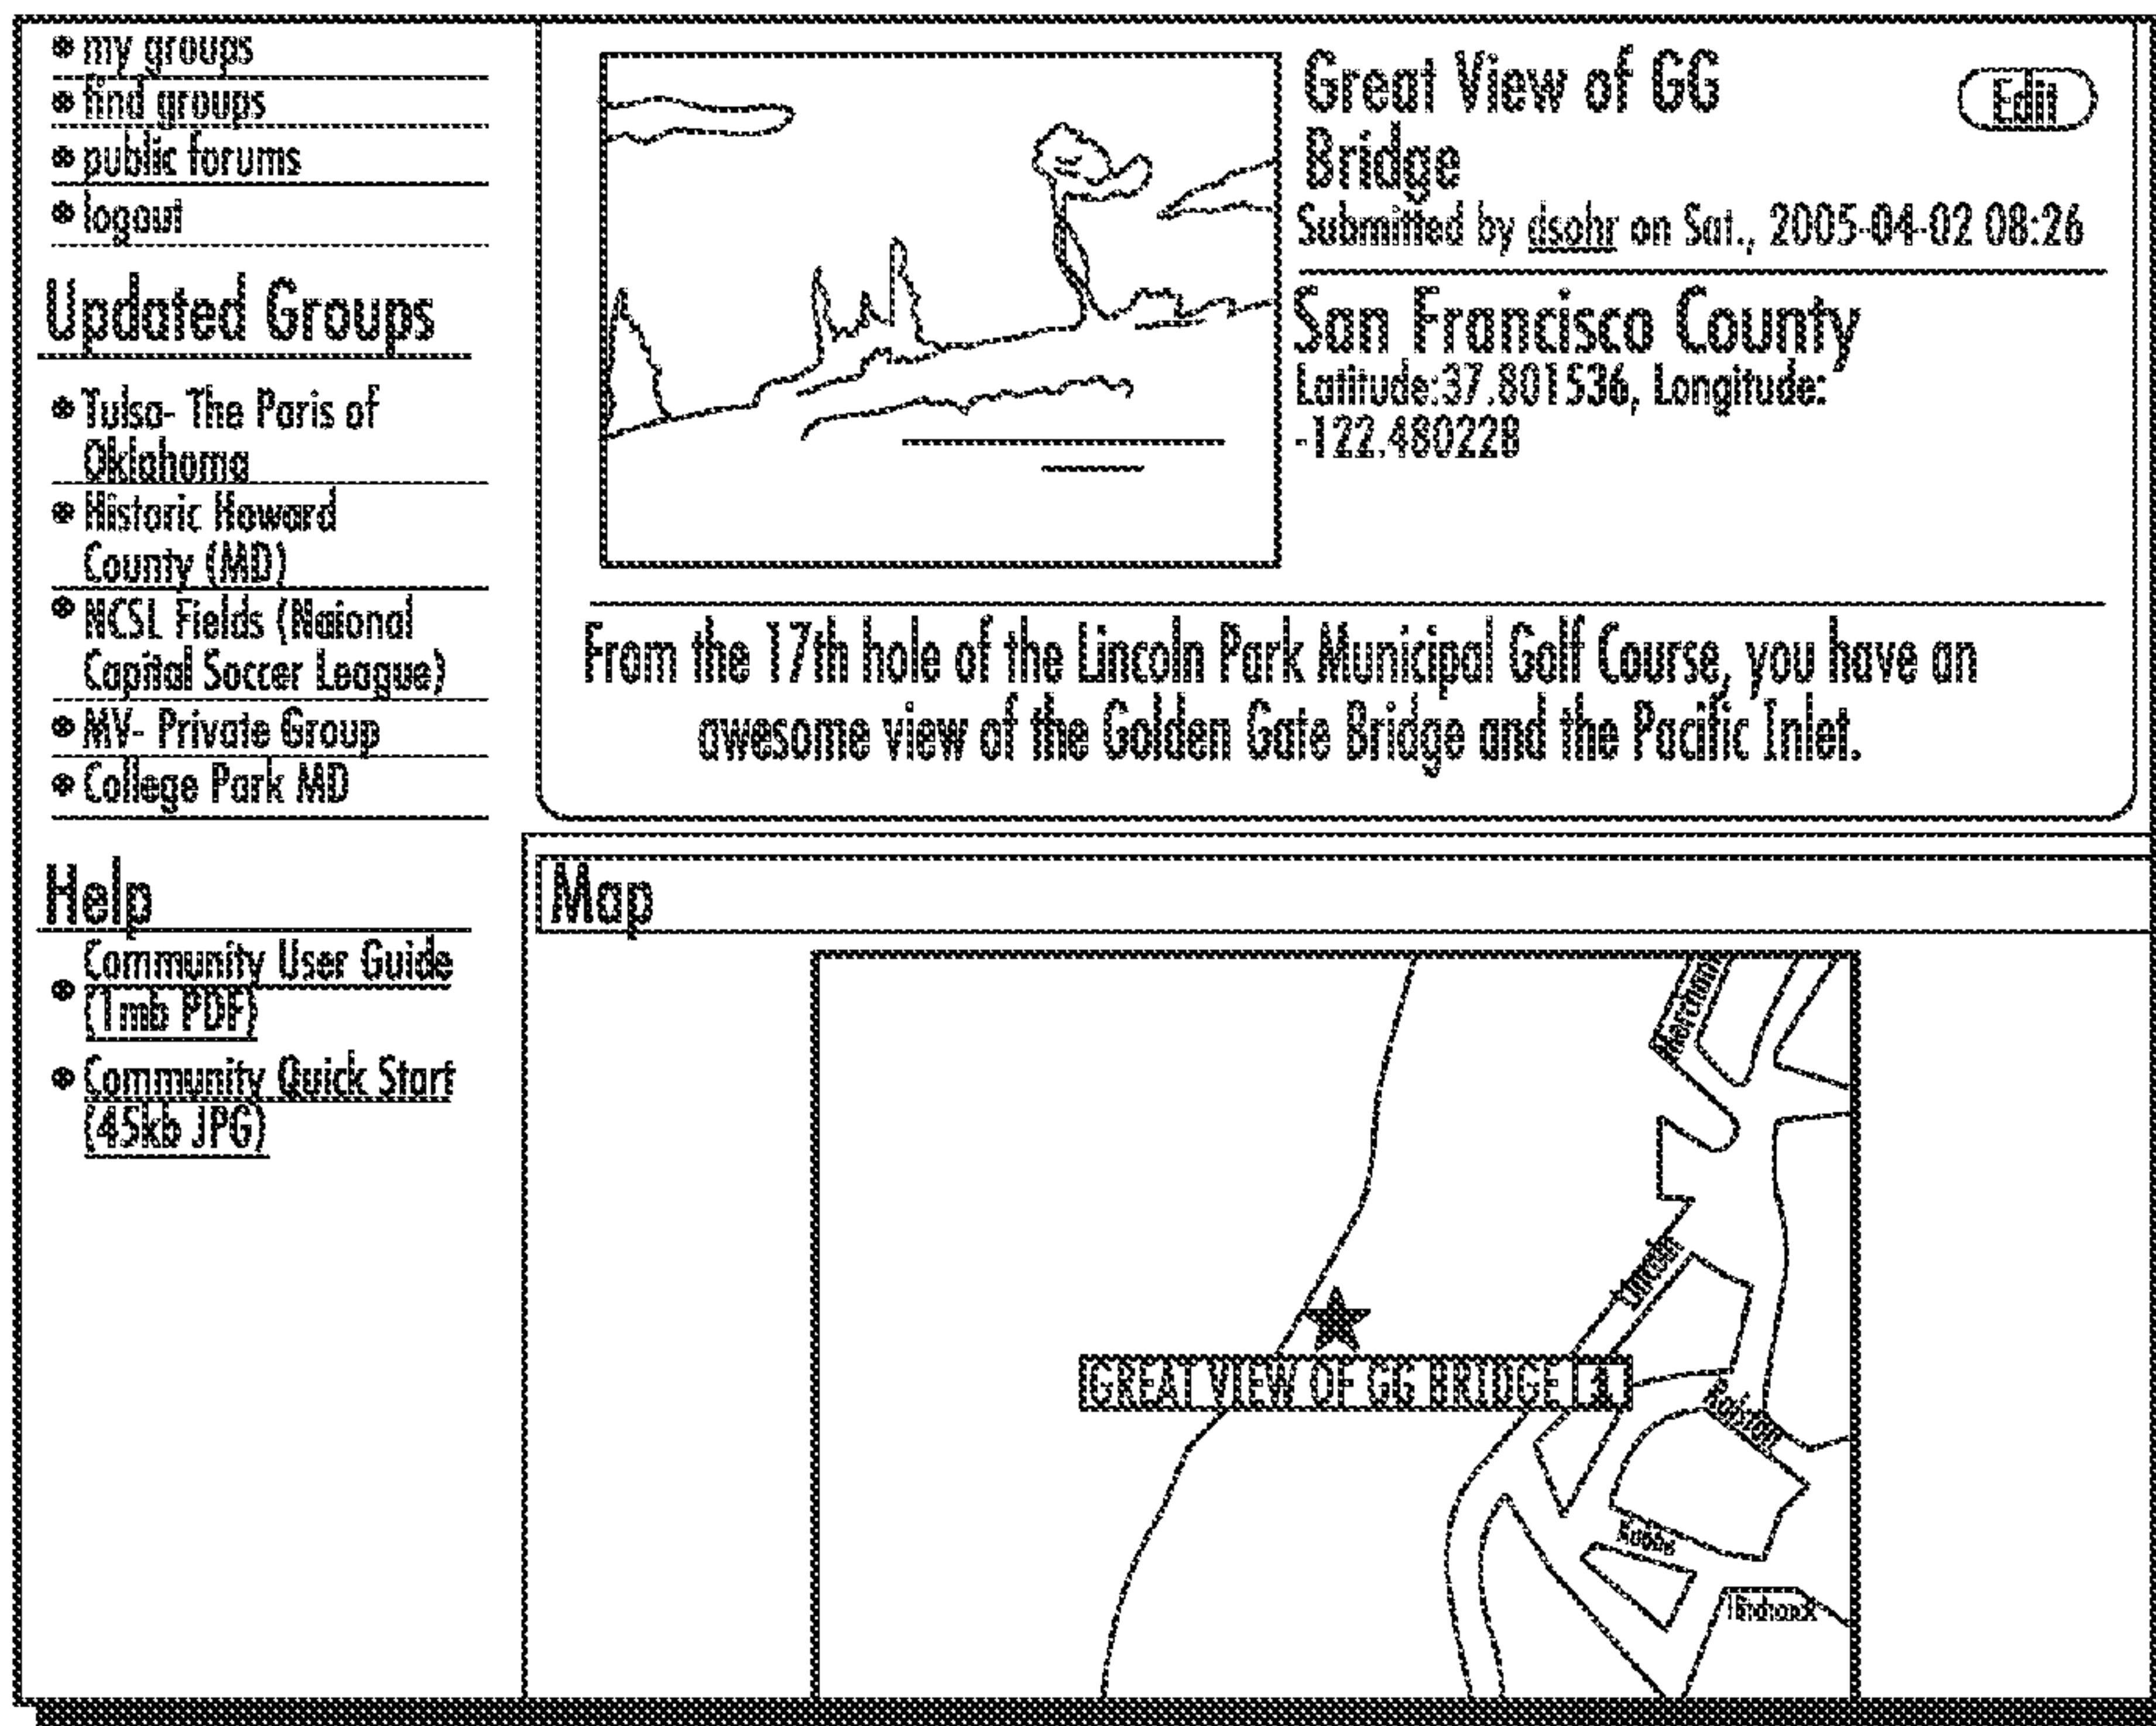 my groups
find groups
public forums
logout
Updated Groups
Tulsa- The Paris of
Oklahoma
Historic Howard
County (MD)
NCSL Fields (Naional
Capital Soccer League)
MV- Private Group
College Park MD
Help
Community User Guide
(1mb PDF)
Community Quick Start
(45kb JPG)
Great View of GG
Bridge
Edit
Submitted by dsohr on Sat., 2005-04-02 08:26
San Francisco County
Latitude:37.801536, Longitude:
-122.480228
From the 17th hole of the Lincoln Park Municipal Golf Course, you have an
awesome view of the Golden Gate Bridge and the Pacific Inlet.
Map
Merchant
Lincoln
GREAT VIEW OF GG BRIDGE
Ralston